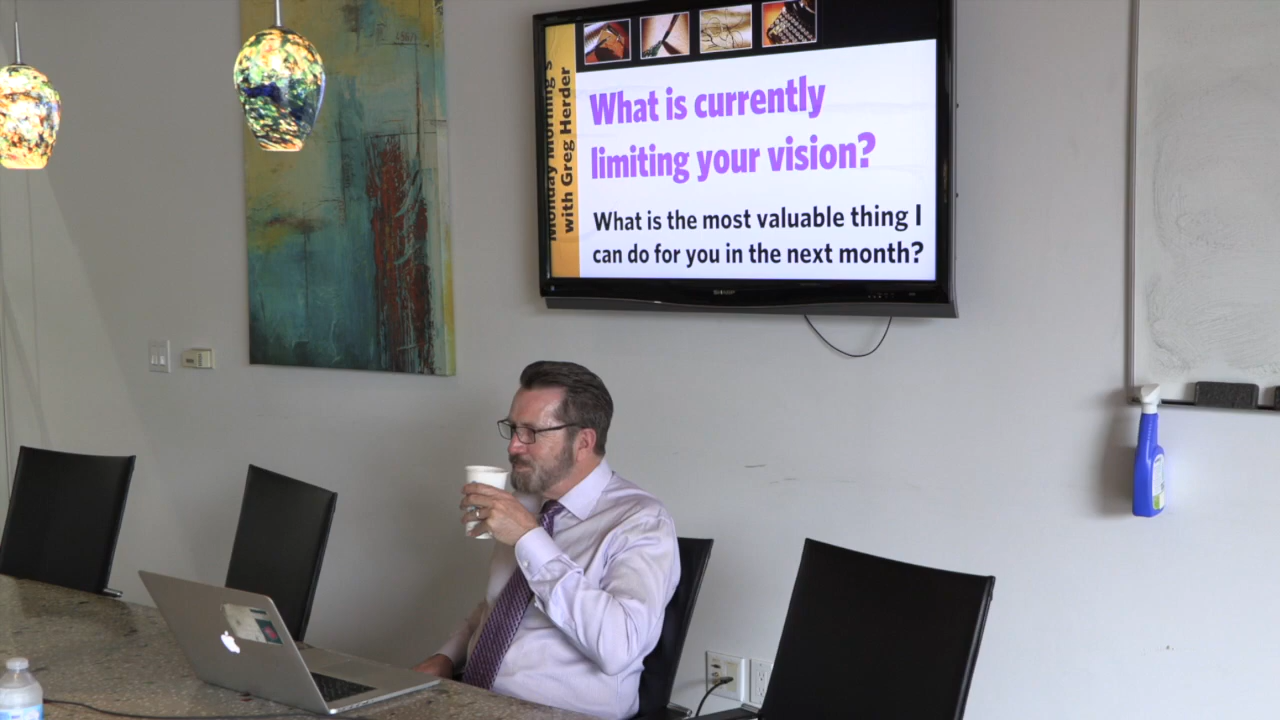 Monday Morning's
with Greg Herder
What is currently
limiting your vision?
What is the most valuable thing I
can do for you in the next month?